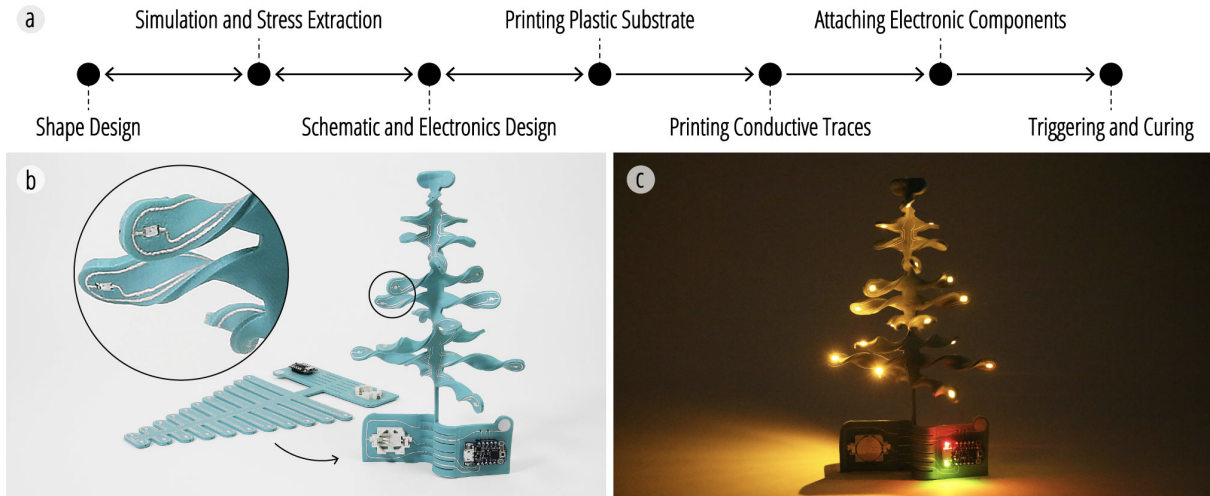 a
Simulation and Stress Extraction
Printing Plastic Substrate
Attaching Electronic Components
Shape Design
Schematic and Electronics Design
Printing Conductive Traces
Triggering and Curing
b
c